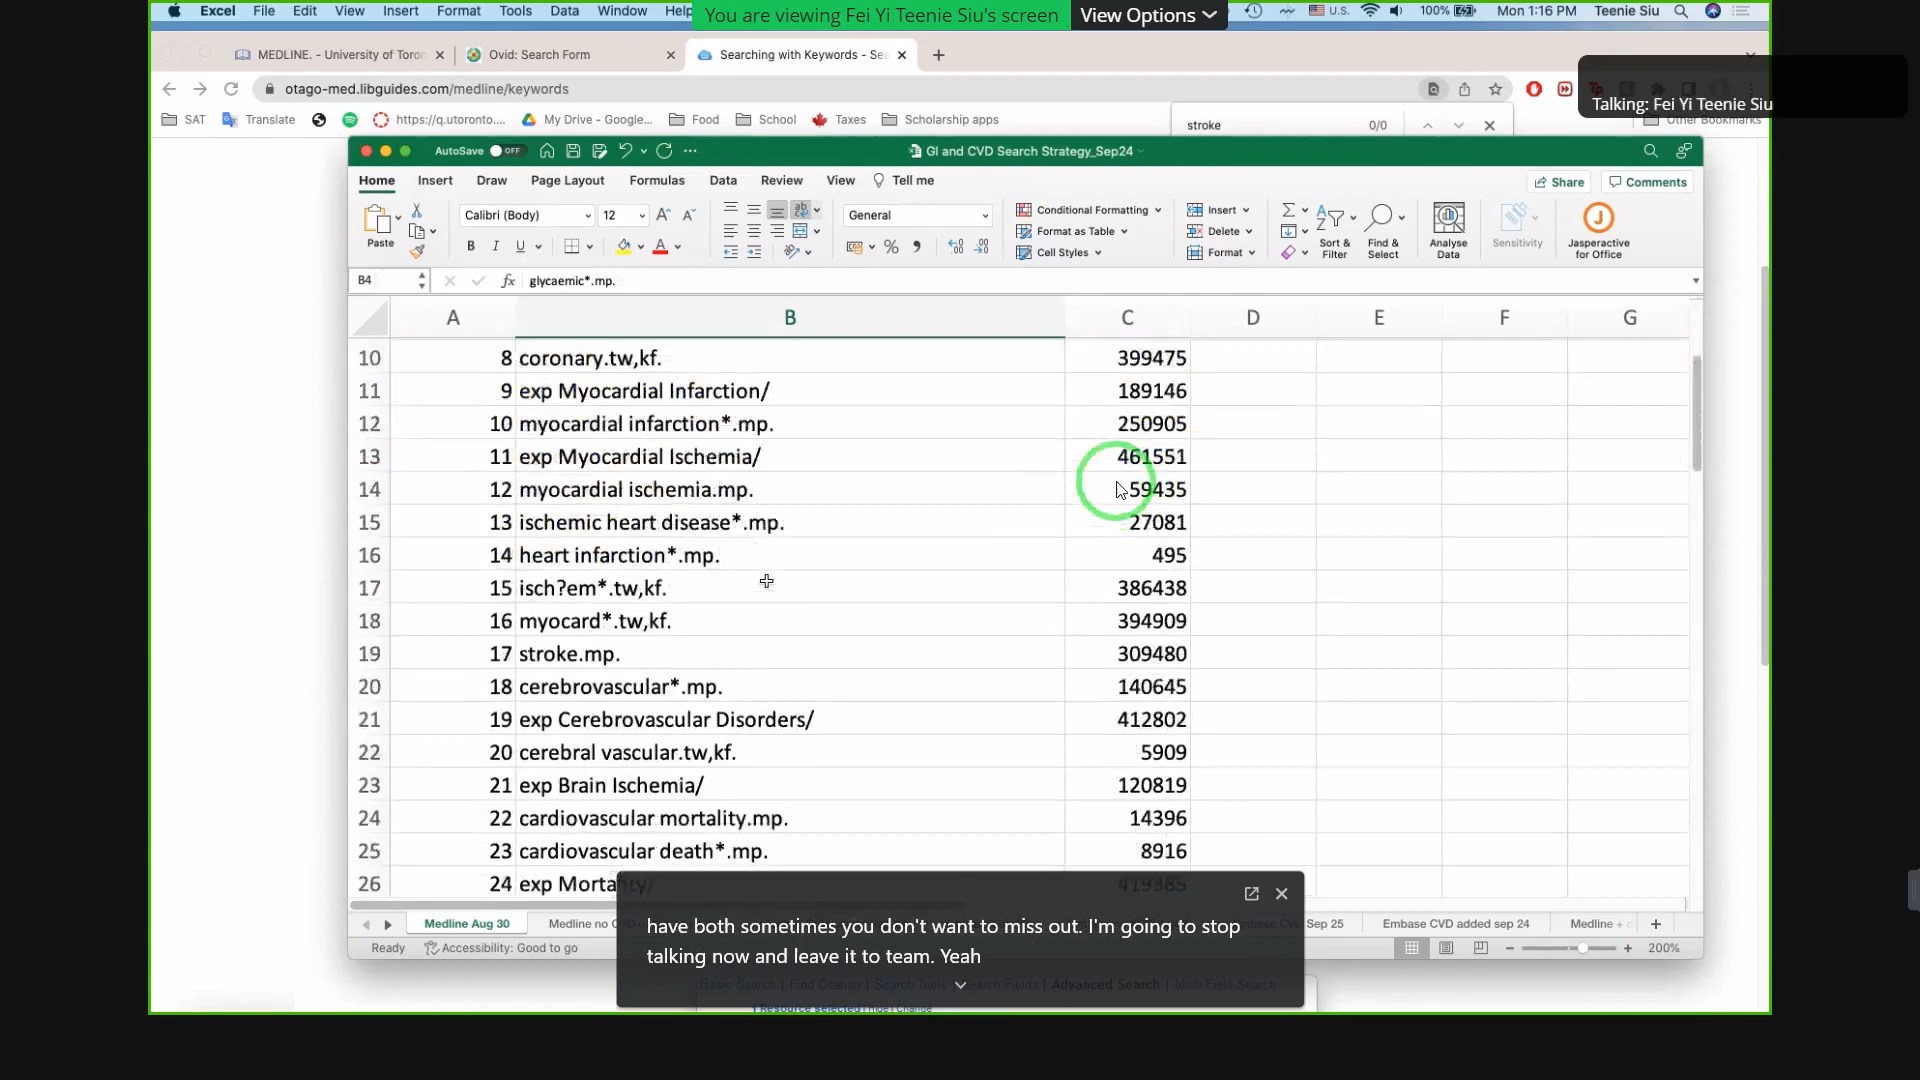 Excel File Edit View Insert Format Tools Data Window Help
You are viewing Fei Yi Teenie Siu's screen View Options
U.S. 100% Mon 1:16 PM Teenie Siu
MEDLINE. - University of Toron Ovid: Search Form Searching with Keywords - Sea
otago-med.libguides.com/medline/keywords
Talking: Fei Yi Teenie Siu
SAT Translate https://q.utoronto.... My Drive - Google... Food School Taxes Scholarship apps Other Bookmarks
stroke 0/0
AutoSave OFF GI and CVD Search Strategy_Sep24
Home Insert Draw Page Layout Formulas Data Review View Tell me Share Comments
Calibri (Body) 12 General Conditional Formatting Insert
Paste Format as Table Delete Sort & Filter Find & Select Analyse Data Sensitivity Jasperactive for Office
B I U Cell Styles Format
B4 fx glycaemic*.mp.
A B C D E F G
10 8 coronary.tw,kf. 399475
11 9 exp Myocardial Infarction/ 189146
12 10 myocardial infarction*.mp. 250905
13 11 exp Myocardial Ischemia/ 461551
14 12 myocardial ischemia.mp. 59435
15 13 ischemic heart disease*.mp. 27081
16 14 heart infarction*.mp. 495
17 15 isch?em*.tw,kf. 386438
18 16 myocard*.tw,kf. 394909
19 17 stroke.mp. 309480
20 18 cerebrovascular*.mp. 140645
21 19 exp Cerebrovascular Disorders/ 412802
22 20 cerebral vascular.tw,kf. 5909
23 21 exp Brain Ischemia/ 120819
24 22 cardiovascular mortality.mp. 14396
25 23 cardiovascular death*.mp. 8916
26 24 exp Mortality/ 419385
have both sometimes you don't want to miss out. I'm going to stop
talking now and leave it to team. Yeah
Medline Aug 30 Medline no CVD Sep 25 Embase CVD added sep 24 Medline +
Ready Accessibility: Good to go 200%
Basic Search | Find Citation | Search Tools | Search Fields | Advanced Search | Multi-Field Search
1 Resource selected | Hide | Change